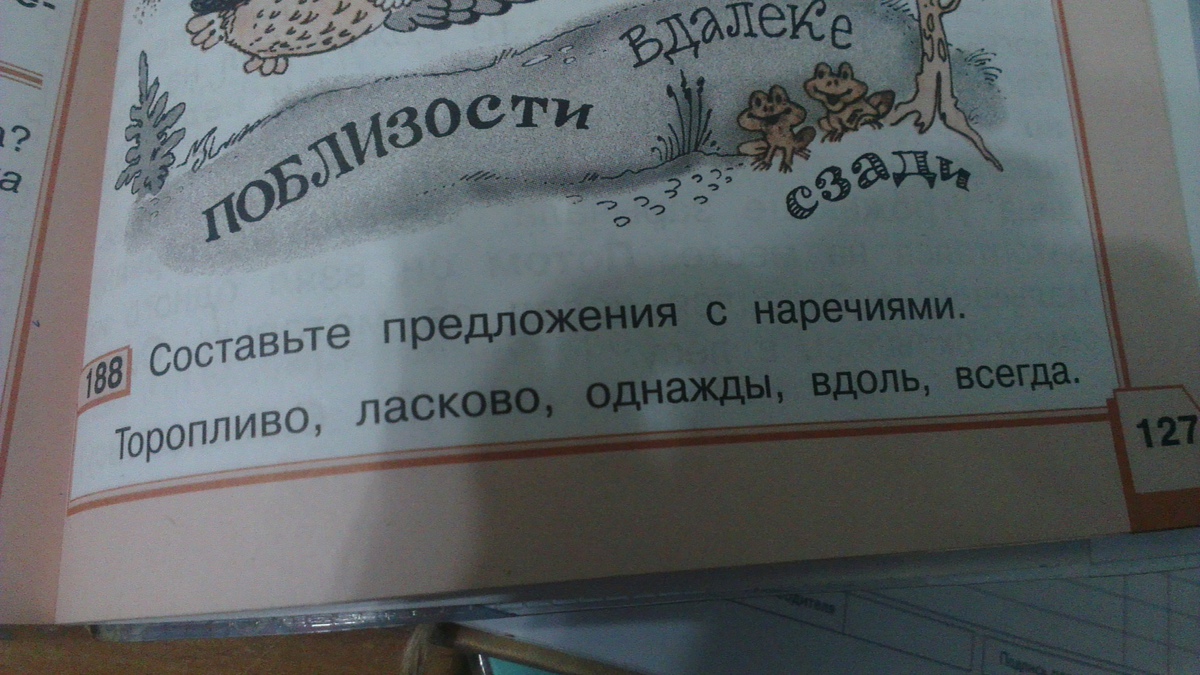 вдалеке
поблизости
сзади
188 Составьте предложения с наречиями.
Торопливо, ласково, однажды, вдоль, всегда.
127